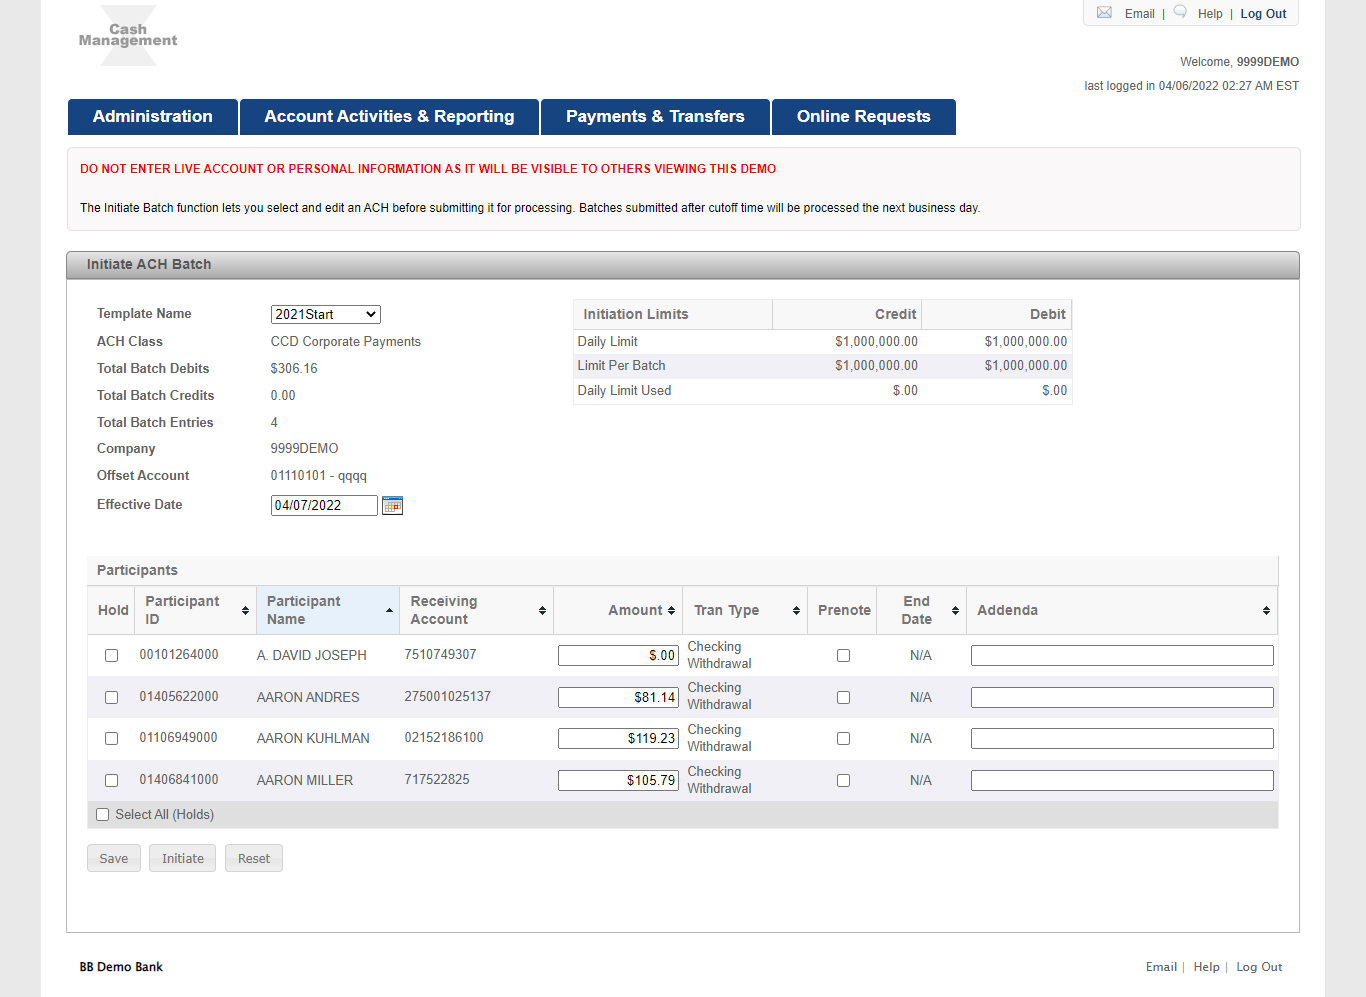 Cash
Management
Email | Help | Log Out
Welcome, 9999DEMO
last logged in 04/06/2022 02:27 AM EST
Administration Account Activities & Reporting Payments & Transfers Online Requests
DO NOT ENTER LIVE ACCOUNT OR PERSONAL INFORMATION AS IT WILL BE VISIBLE TO OTHERS VIEWING THIS DEMO
The Initiate Batch function lets you select and edit an ACH before submitting it for processing. Batches submitted after cutoff time will be processed the next business day.
Initiate ACH Batch
Template Name 2021Start
ACH Class CCD Corporate Payments
Total Batch Debits $306.16
Total Batch Credits 0.00
Total Batch Entries 4
Company 9999DEMO
Offset Account 01110101 - qqqq
Effective Date 04/07/2022
Initiation Limits Credit Debit
Daily Limit $1,000,000.00 $1,000,000.00
Limit Per Batch $1,000,000.00 $1,000,000.00
Daily Limit Used $.00 $.00
Participants
Hold Participant ID Participant Name Receiving Account Amount Tran Type Prenote End Date Addenda
00101264000 A. DAVID JOSEPH 7510749307 $.00 Checking Withdrawal N/A
01405622000 AARON ANDRES 275001025137 $81.14 Checking Withdrawal N/A
01106949000 AARON KUHLMAN 02152186100 $119.23 Checking Withdrawal N/A
01406841000 AARON MILLER 717522825 $105.79 Checking Withdrawal N/A
Select All (Holds)
Save Initiate Reset
BB Demo Bank
Email | Help | Log Out